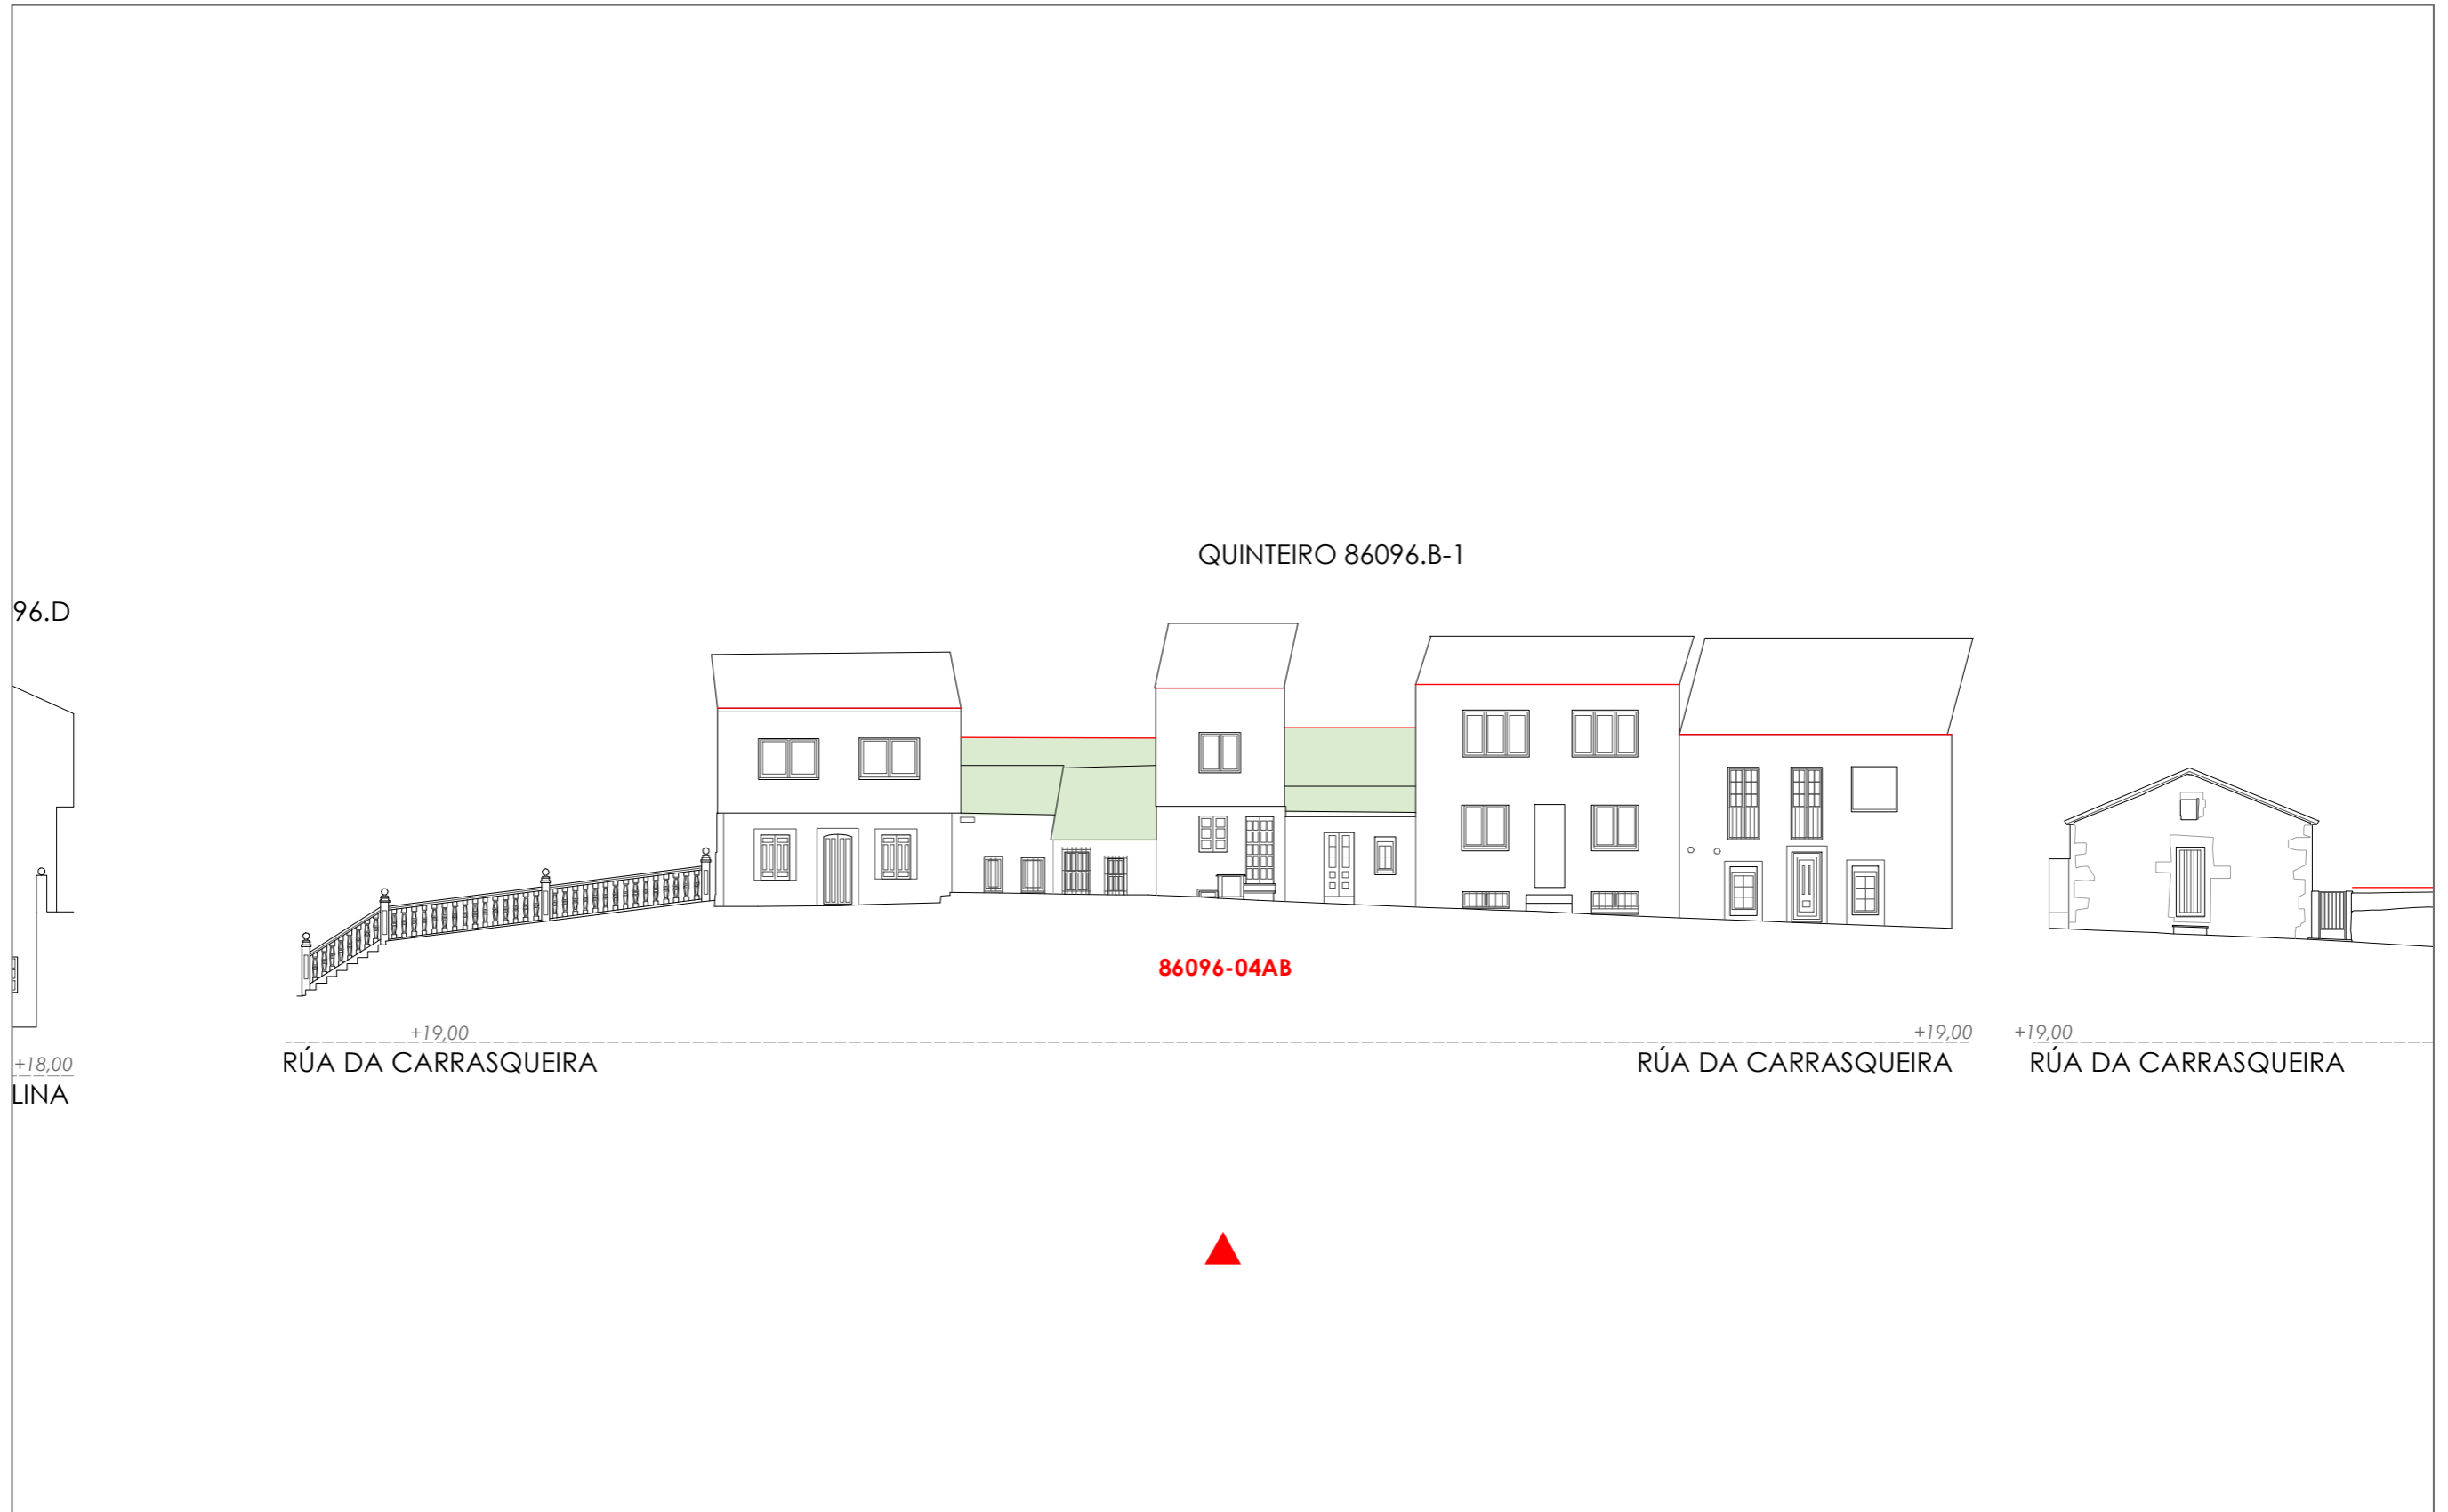 QUINTEIRO 86096.B-1
96.D
86096-04AB
+19,00
+19,00
+19,00
RÚA DA CARRASQUEIRA
RÚA DA CARRASQUEIRA
RÚA DA CARRASQUEIRA
+18,00
LINA